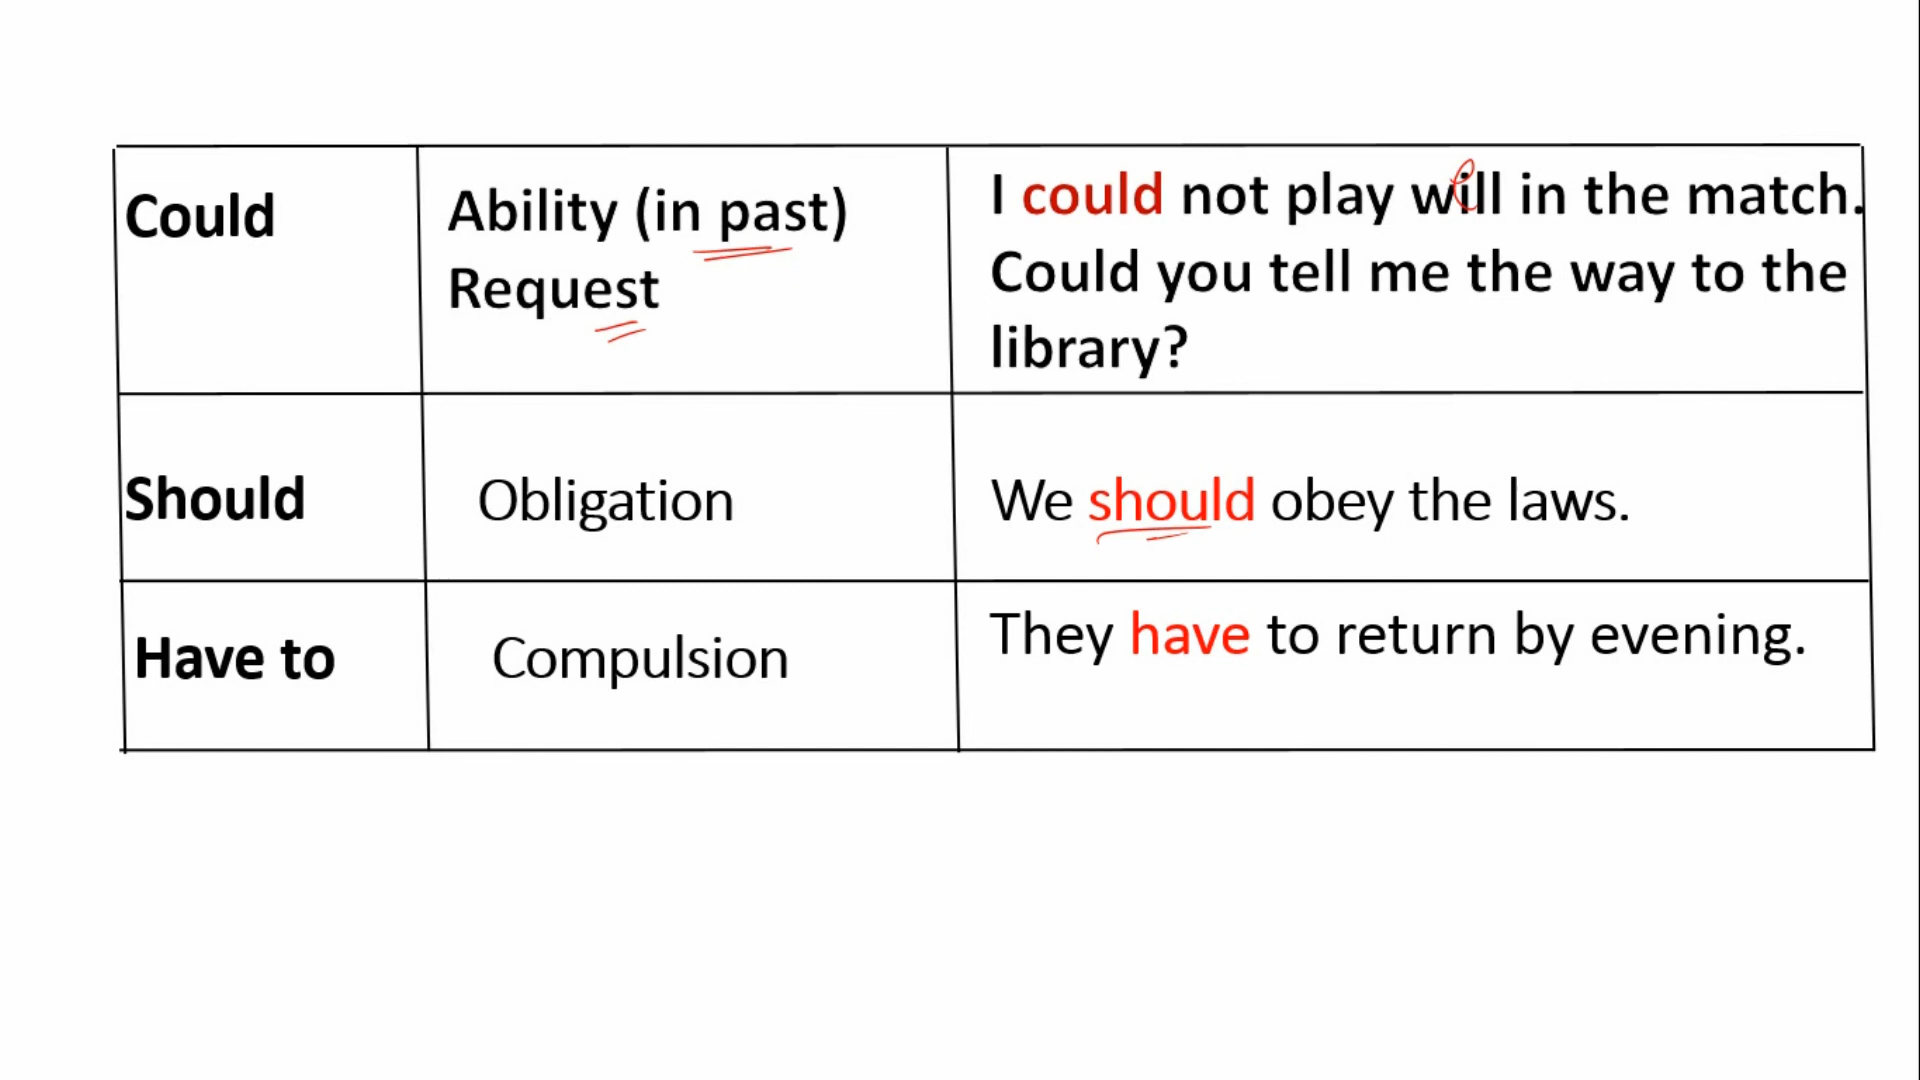 Could
Ability (in past)
Request
I could not play will in the match.
Could you tell me the way to the
library?
Should
Obligation
We should obey the laws.
Have to
Compulsion
They have to return by evening.